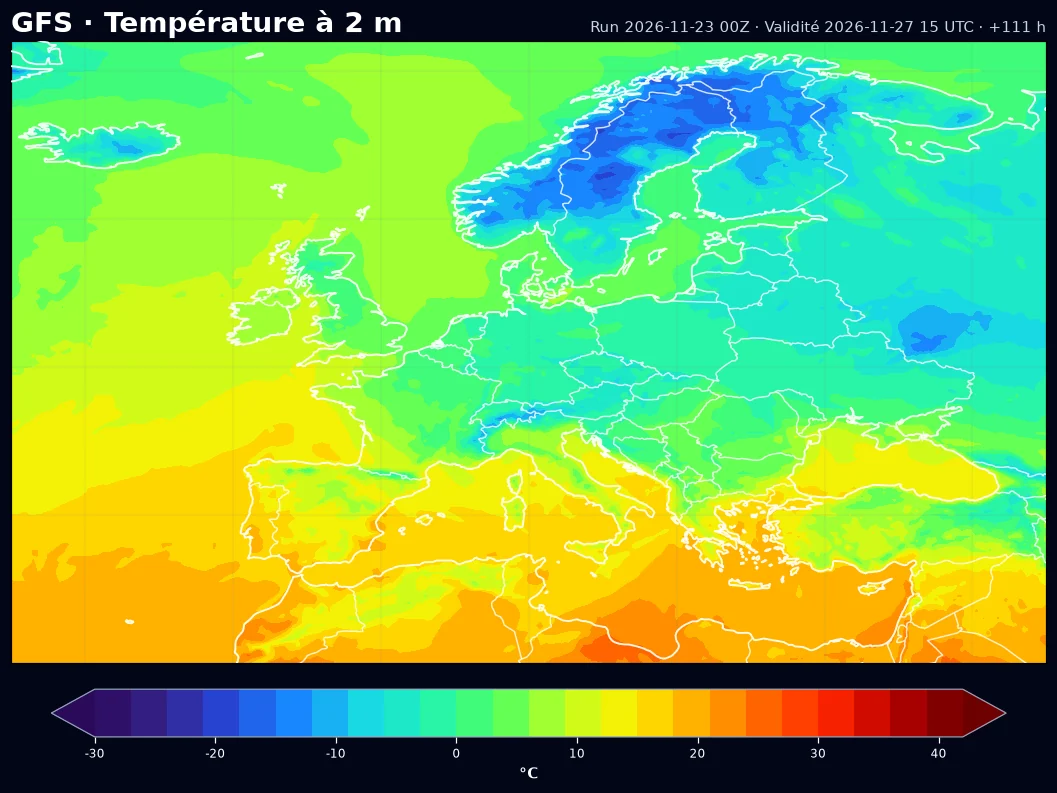 GFS · Température à 2 m
Run 2026-11-23 00Z · Validité 2026-11-27 15 UTC · +111 h
-30 -20 -10 0 10 20 30 40
°C